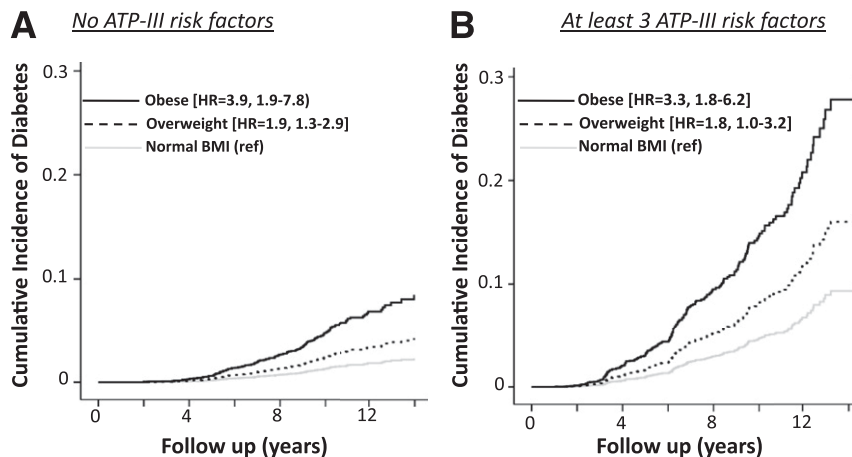 A No ATP-III risk factors
Cumulative Incidence of Diabetes
0.3
0.2
0.1
0
Obese [HR=3.9, 1.9-7.8)
Overweight [HR=1.9, 1.3-2.9]
Normal BMI (ref)
0 4 8 12
Follow up (years)
B At least 3 ATP-III risk factors
Cumulative Incidence of Diabetes
0.3
0.2
0.1
0
Obese [HR=3.3, 1.8-6.2]
Overweight [HR=1.8, 1.0-3.2]
Normal BMI (ref)
0 4 8 12
Follow up (years)